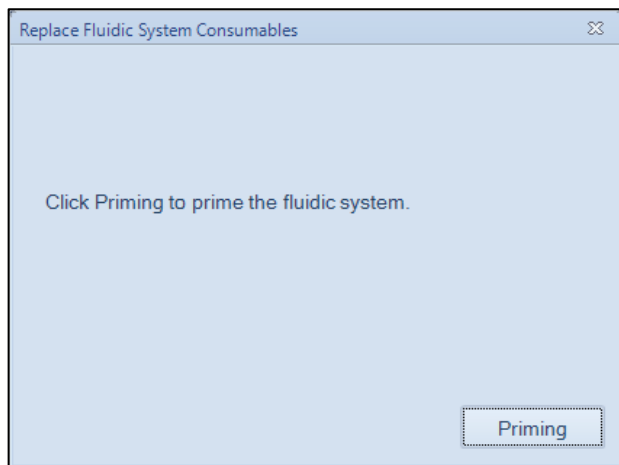 Replace Fluidic System Consumables
Click Priming to prime the fluidic system.
Priming